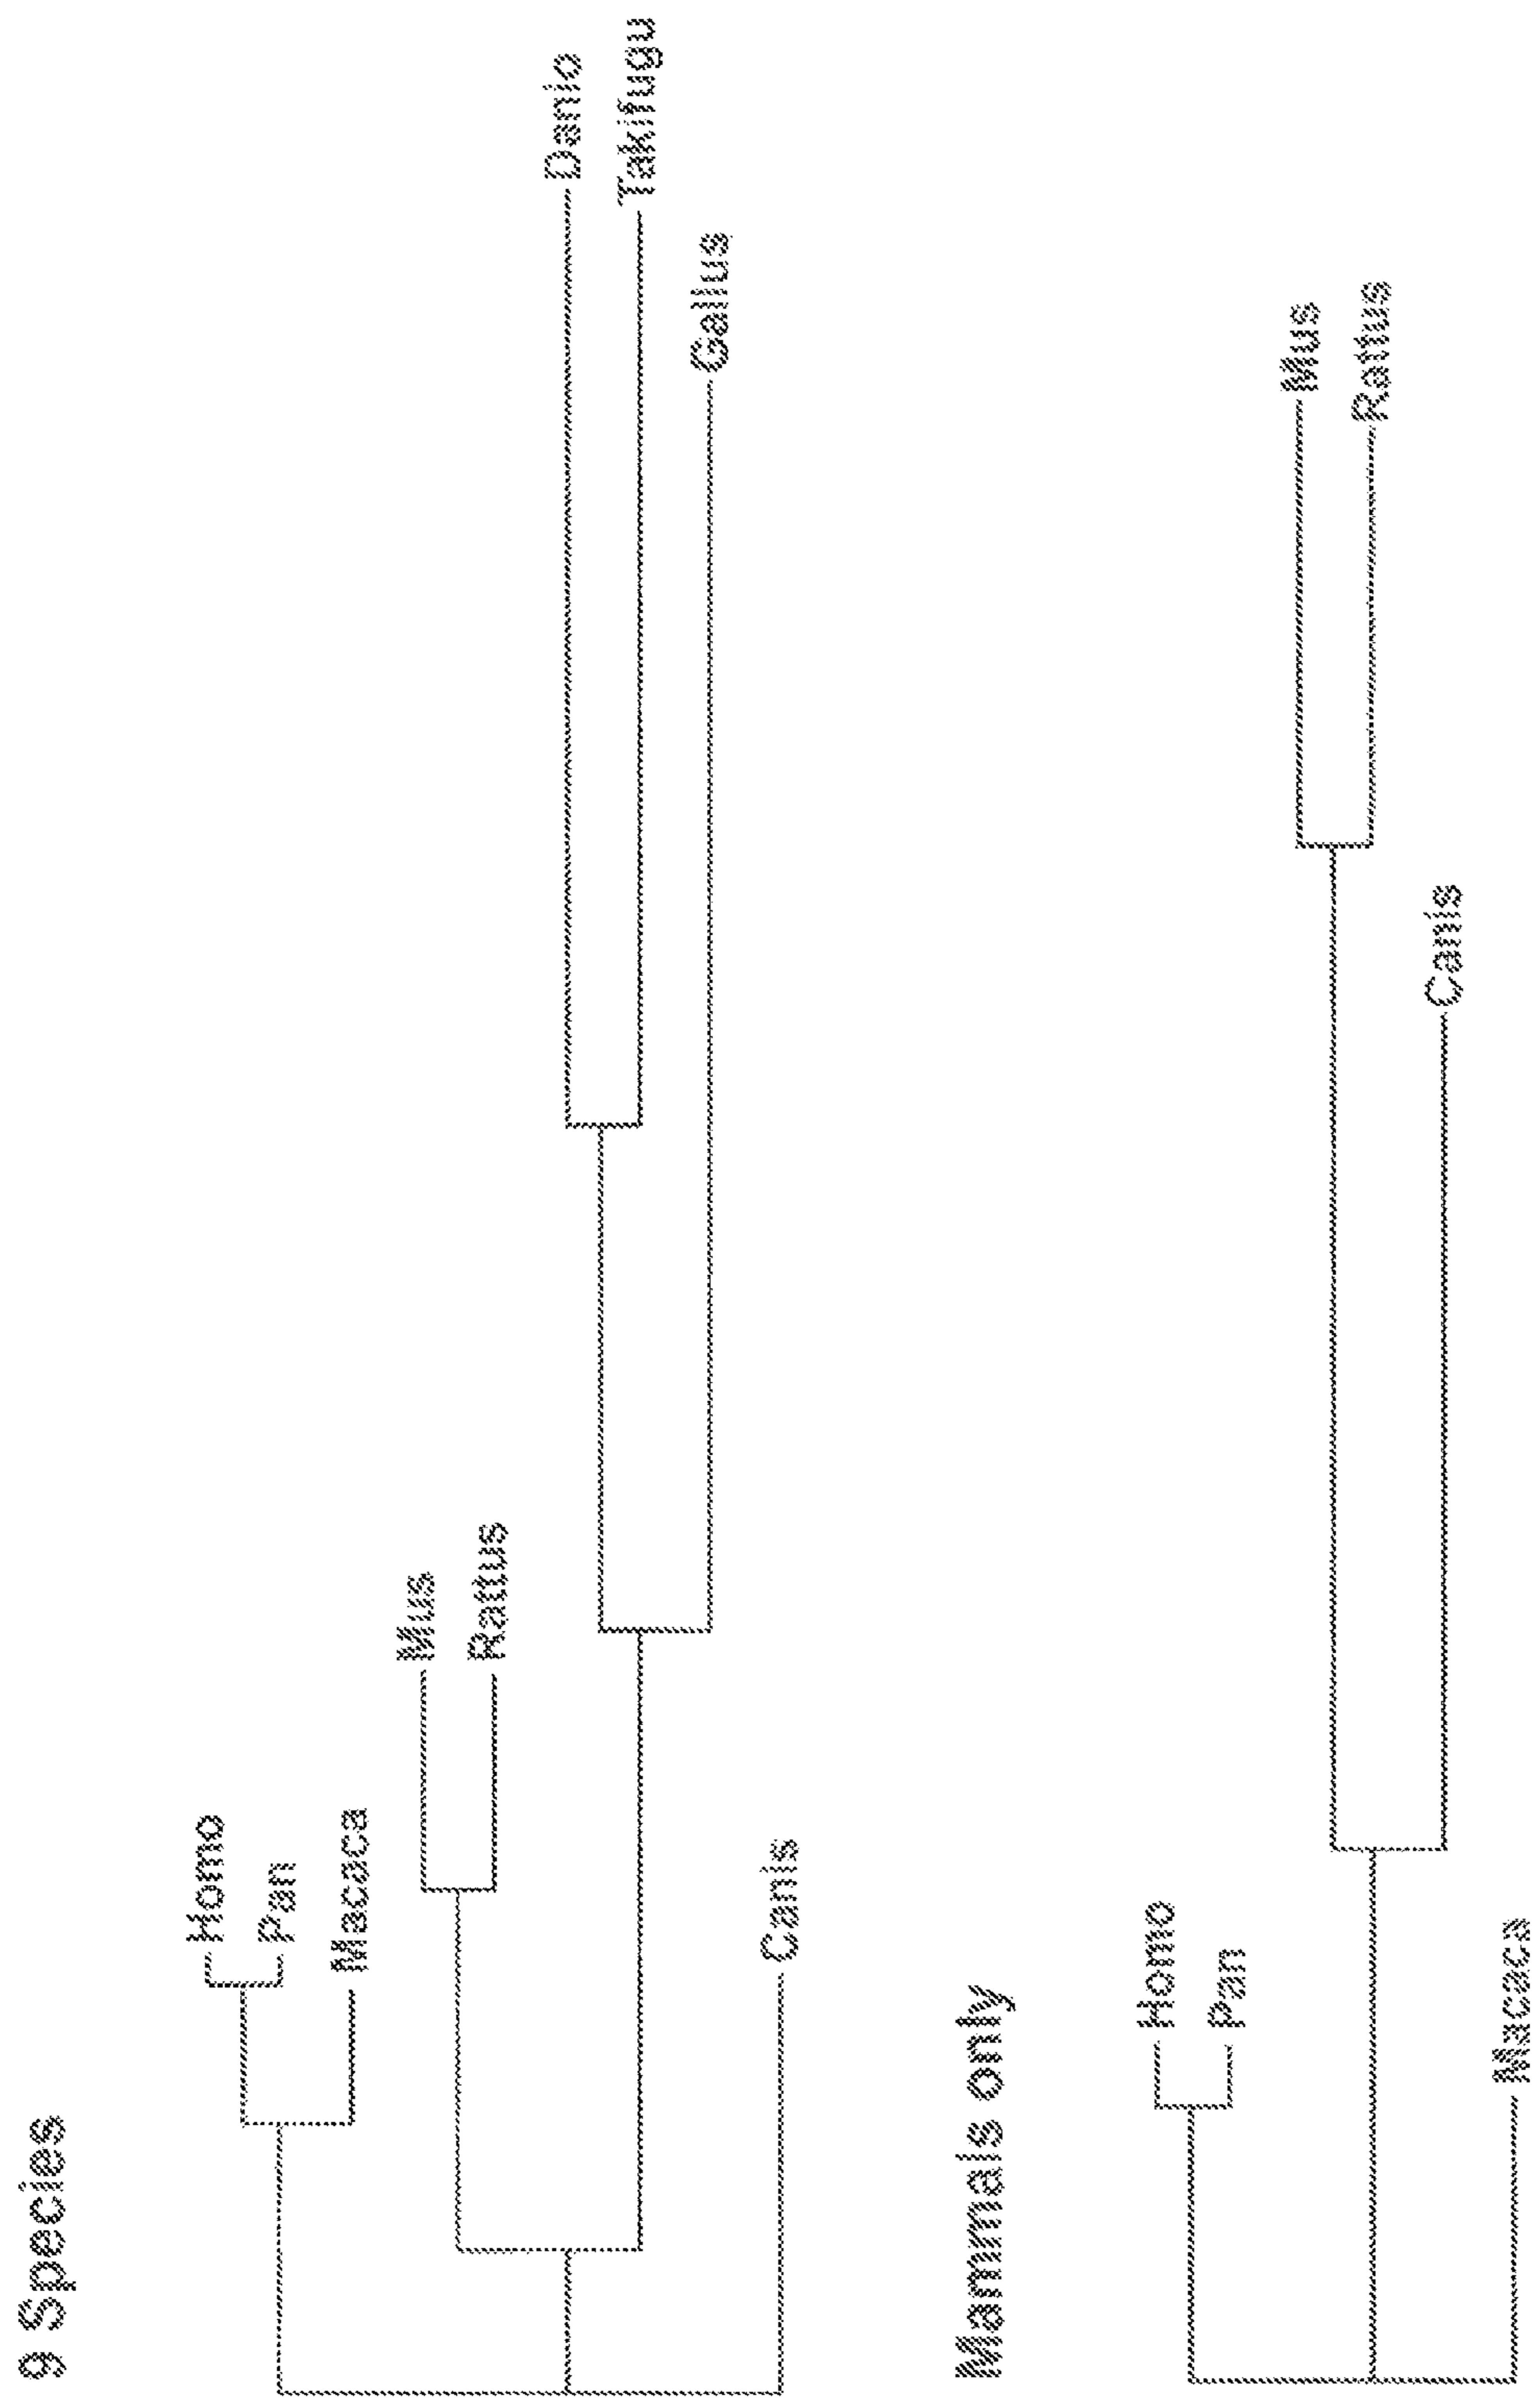 9 Species
Homo
Pan
Macaca
Mus
Rattus
Danio
Takifugu
Gallus
Canis
Mammals only
Homo
Pan
Mus
Rattus
Canis
Macaca